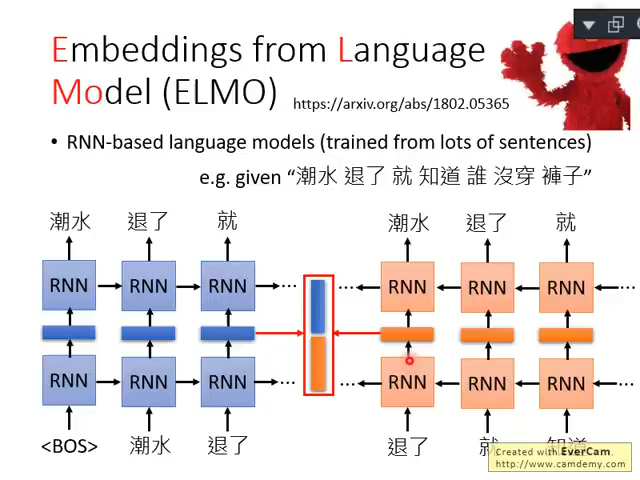 Embeddings from Language
Model (ELMO)
https://arxiv.org/abs/1802.05365
• RNN-based language models (trained from lots of sentences)
e.g. given “潮水 退了 就 知道 誰 沒穿 褲子”
潮水 退了 就 潮水 退了 就
RNN RNN RNN ··· ··· RNN RNN RNN ···
RNN RNN RNN ··· ··· RNN RNN RNN ···
<BOS> 潮水 退了 退了 就 知道
Created with EverCam.
http://www.camdemy.com